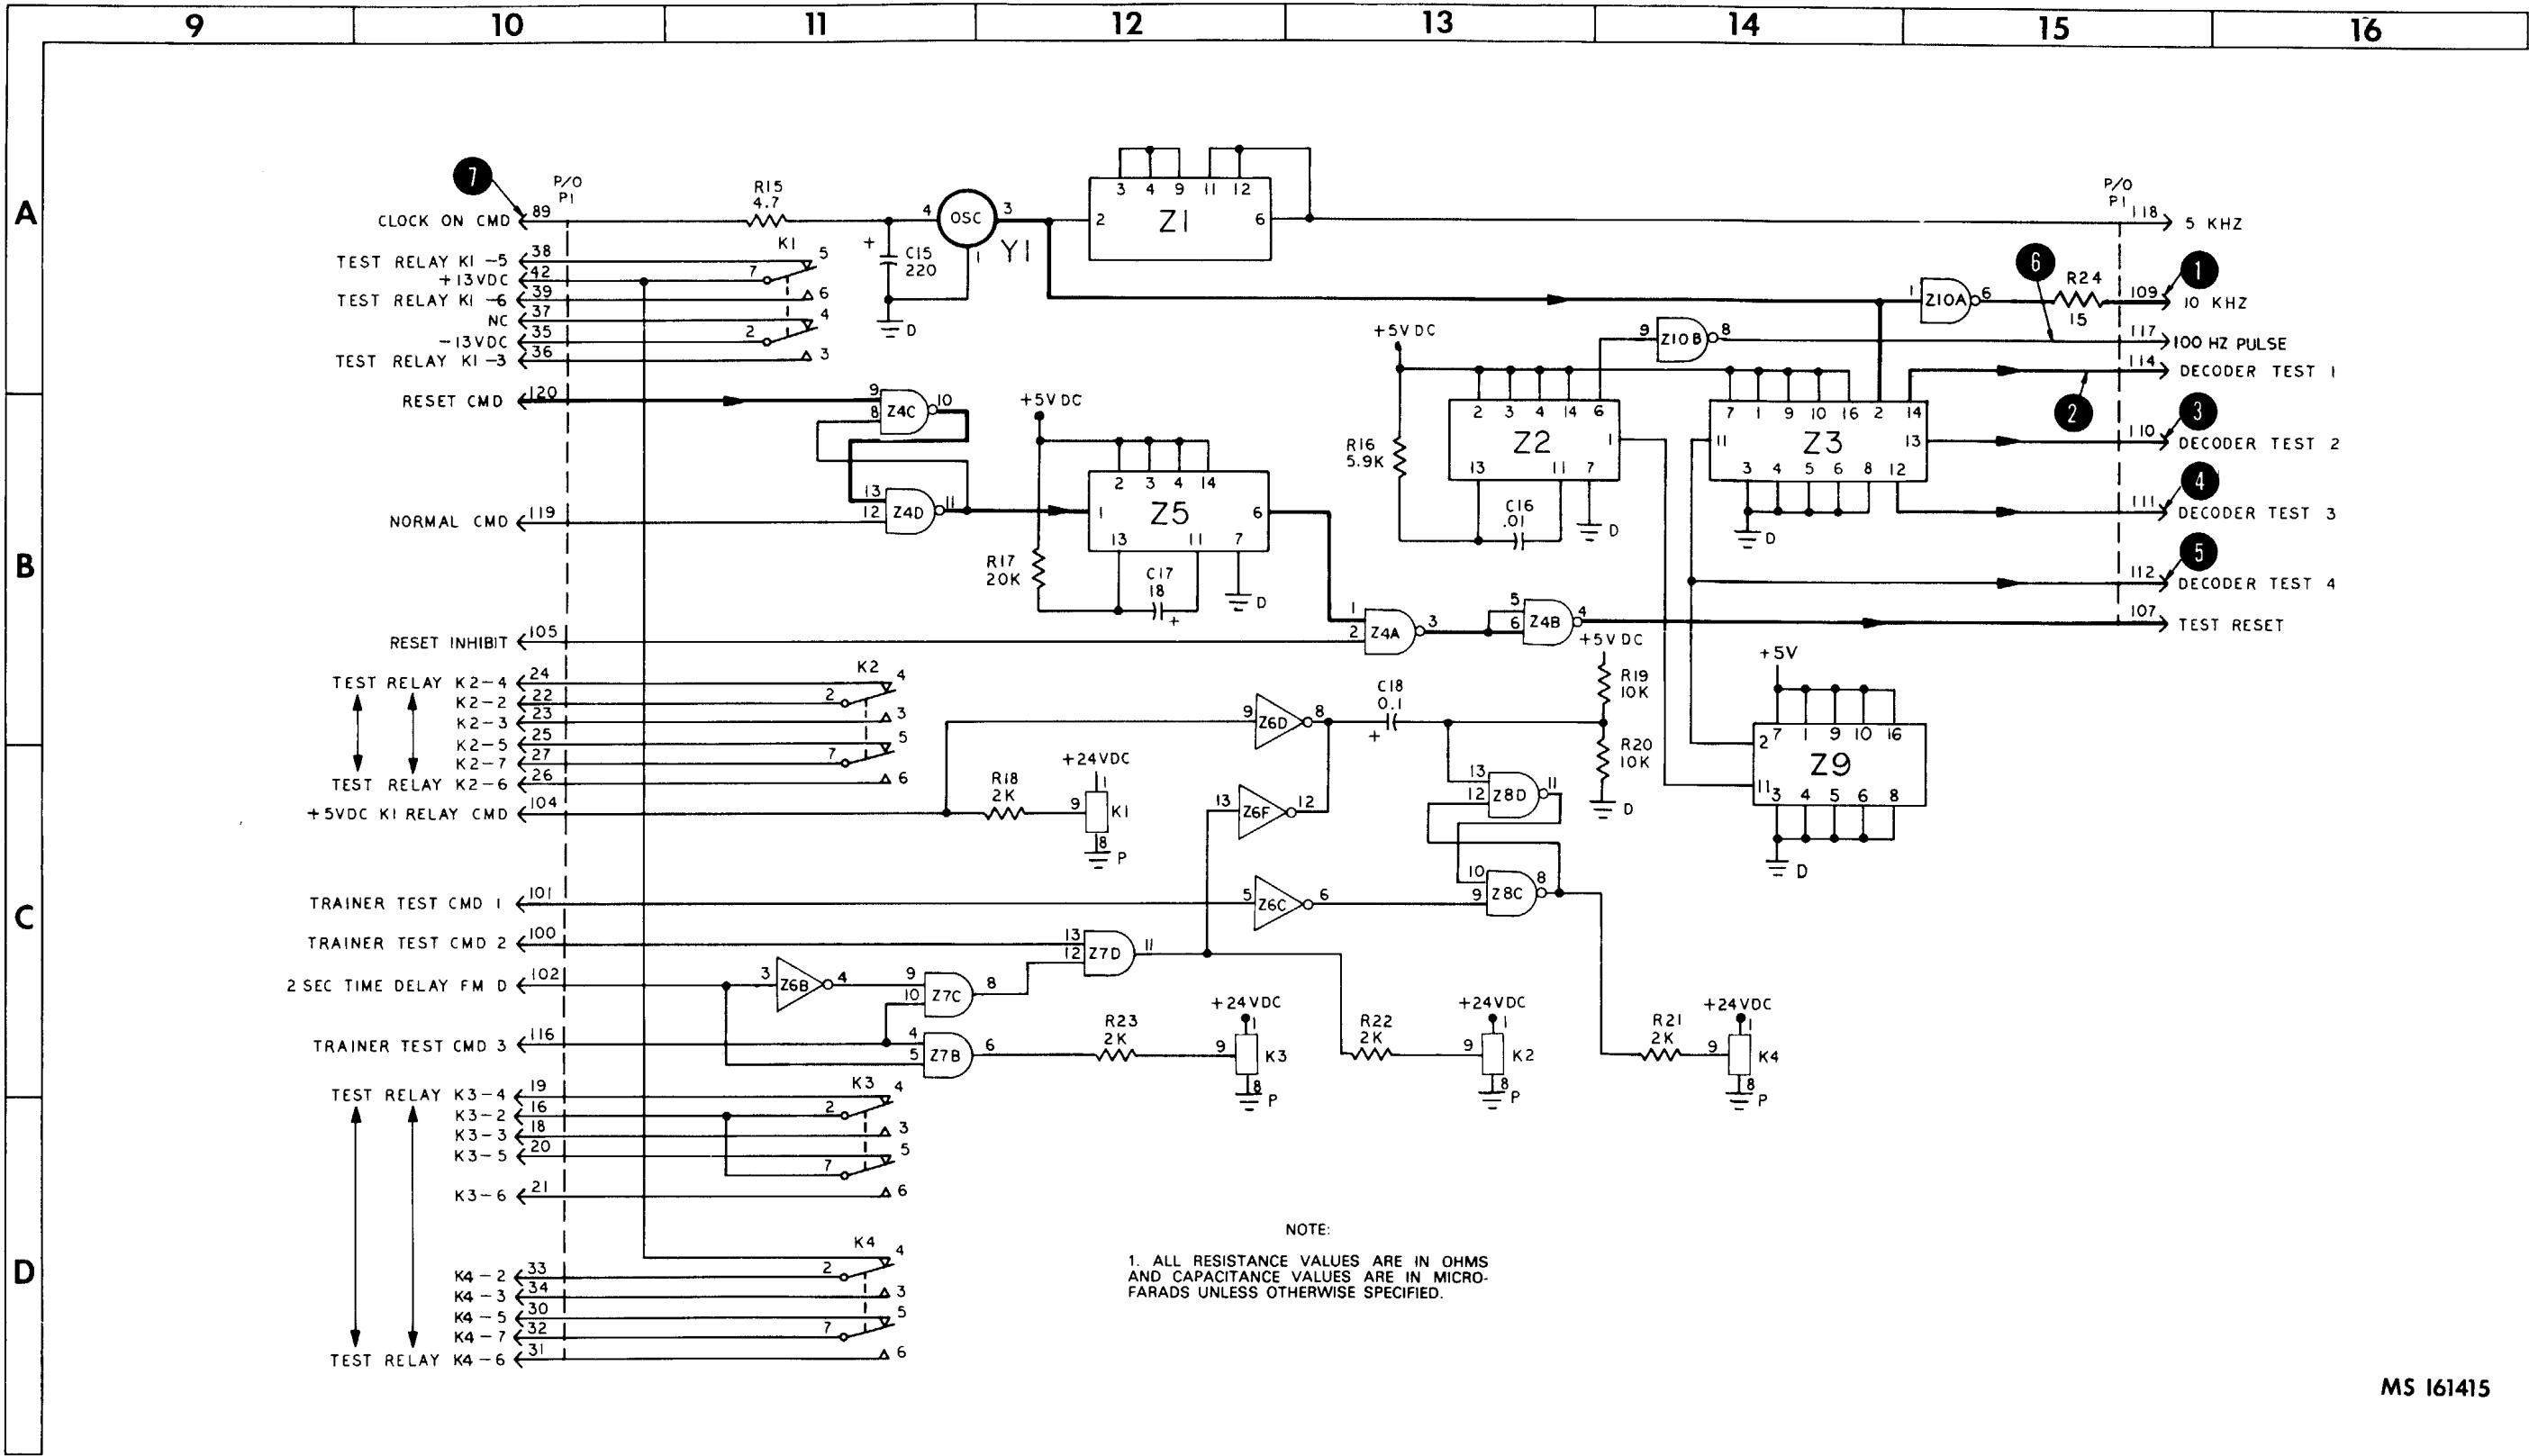 9 10 11 12 13 14 15 16
A
B
C
D
7
P/O
P1
CLOCK ON CMD 89
R15
4.7
4 OSC 3
Y1
1
+
C15
220
D
3 4 9 11 12
2 Z1 6
P/O
P1
118 5 KHZ
TEST RELAY K1-5 38
+13VDC 42
TEST RELAY K1-6 39
NC 37
-13VDC 35
TEST RELAY K1-3 36
K1
5
7
6
4
2
3
1 Z10A 6
6
R24
15
1
109 10 KHZ
9 Z10B 8
117 100 HZ PULSE
114 DECODER TEST 1
2
3
110 DECODER TEST 2
4
111 DECODER TEST 3
5
112 DECODER TEST 4
107 TEST RESET
RESET CMD 120
9
8 Z4C 10
13
12 Z4D 11
NORMAL CMD 119
+5VDC
2 3 4 14
1 Z5 6
13 11 7
R17
20K
C17
18
+
D
+5VDC
R16
5.9K
2 3 4 14 6
Z2 1
13 11 7
C16
.01
D
7 1 9 10 16 2 14
11 Z3 13
3 4 5 6 8 12
D
RESET INHIBIT 105
1
2 Z4A 3
5
6 Z4B 4
+5VDC
R19
10K
R20
10K
D
+5V
7 1 9 10 16
2
Z9
11
3 4 5 6 8
D
TEST RELAY K2-4 24
K2-2 22
K2-3 23
K2-5 25
K2-7 27
TEST RELAY K2-6 26
K2
4
2
3
5
7
6
+5VDC K1 RELAY CMD 104
R18
2K
+24VDC
1
9 K1
8
P
9 Z6D 8
C18
0.1
+
13 Z6F 12
13
12 Z8D 11
10
9 Z8C 8
TRAINER TEST CMD 1 101
5 Z6C 6
TRAINER TEST CMD 2 100
13
12 Z7D 11
2 SEC TIME DELAY FM D 102
3 Z6B 4
9
10 Z7C 8
TRAINER TEST CMD 3 116
4
5 Z7B 6
R23
2K
+24VDC
1
9 K3
8
P
R22
2K
+24VDC
1
9 K2
8
P
R21
2K
+24VDC
1
9 K4
8
P
TEST RELAY K3-4 19
K3-2 16
K3-3 18
K3-5 20
K3-6 21
K3
4
2
3
5
7
6
K4
4
2
3
5
7
6
K4-2 33
K4-3 34
K4-5 30
K4-7 32
TEST RELAY K4-6 31
NOTE:
1. ALL RESISTANCE VALUES ARE IN OHMS
AND CAPACITANCE VALUES ARE IN MICRO-
FARADS UNLESS OTHERWISE SPECIFIED.
MS 161415